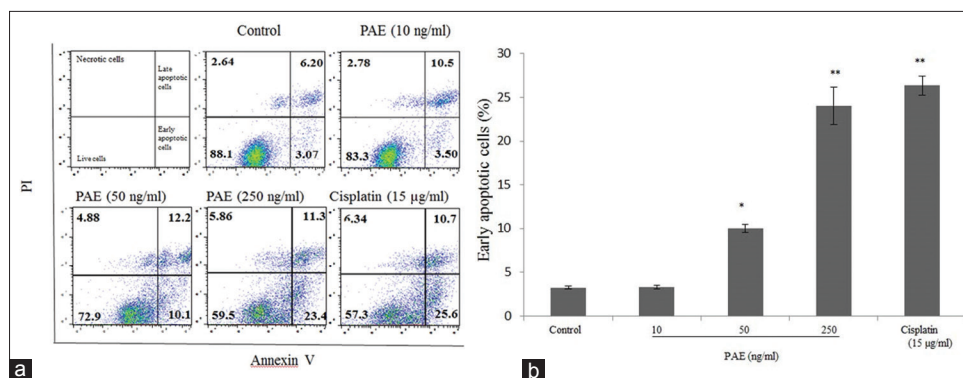 Control
PAE (10 ng/ml)
Necrotic cells
Late
apoptotic
cells
Early
apoptotic
cells
Live cells
2.64
6.20
88.1
3.07
2.78
10.5
83.3
3.50
PI
PAE (50 ng/ml)
PAE (250 ng/ml)
Cisplatin (15 µg/ml)
4.88
12.2
72.9
10.1
5.86
11.3
59.5
23.4
6.34
10.7
57.3
25.6
Annexin V
a
Early apoptotic cells (%)
30
25
20
15
10
5
0
*
**
**
Control
10
50
250
Cisplatin
(15 µg/ml)
PAE (ng/ml)
b